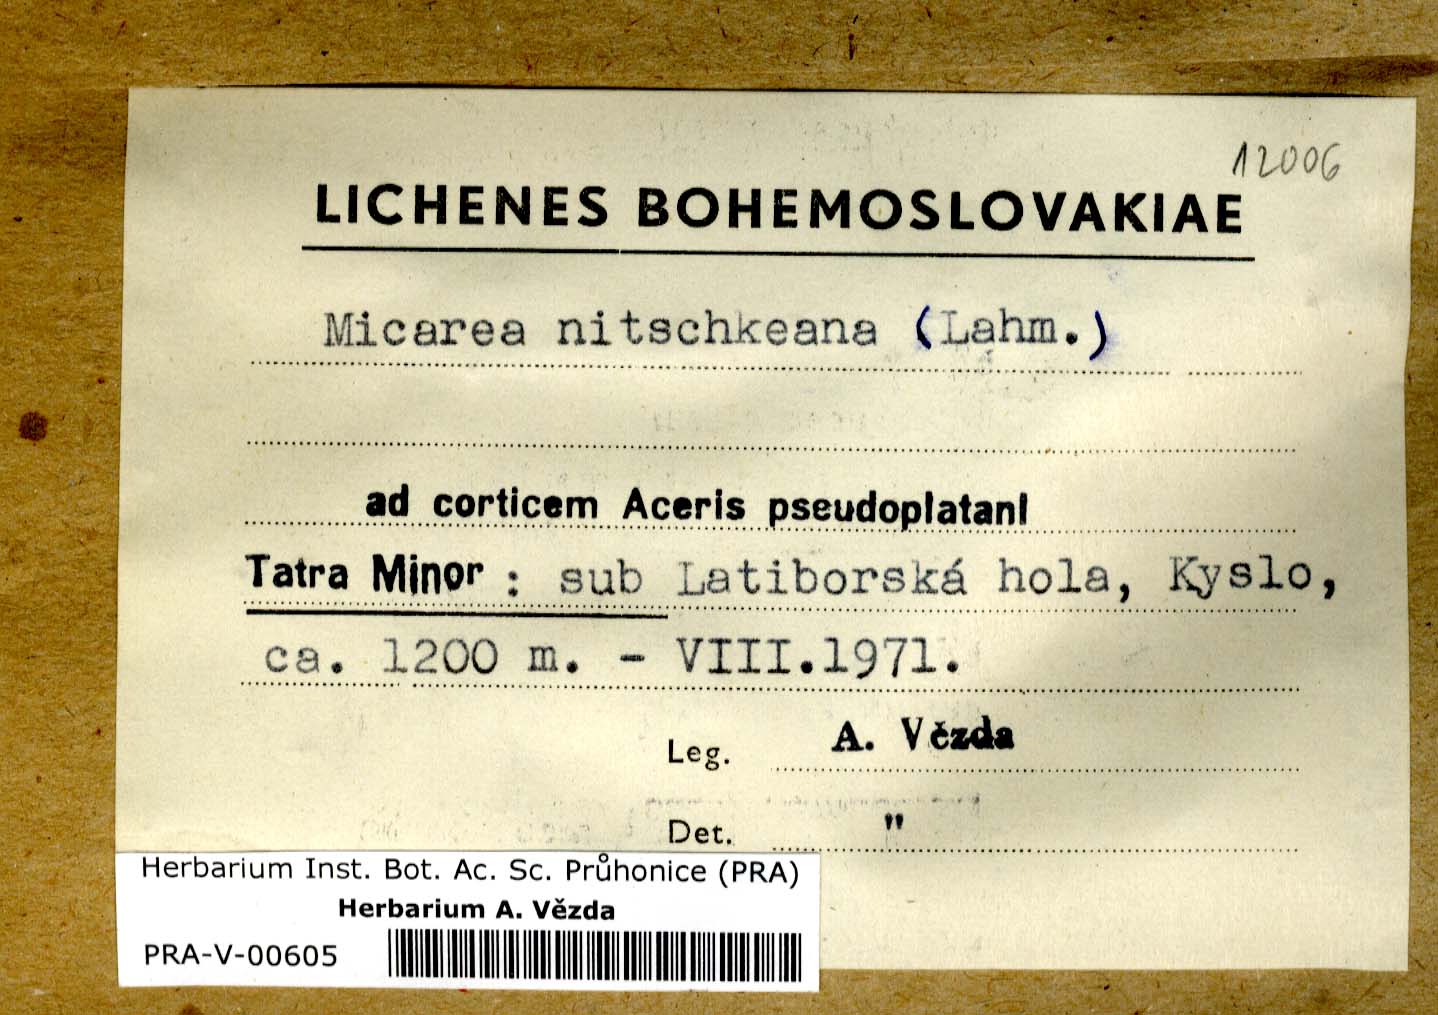 12006
LICHENES BOHEMOSLOVAKIAE
Micarea nitschkeana (Lahm.)
ad corticem Aceris pseudoplatani
Tatra Minor : sub Latiborská hola, Kyslo,
ca. 1200 m. - VIII.1971.
Leg. A. Vězda
Det. "
Herbarium Inst. Bot. Ac. Sc. Průhonice (PRA)
Herbarium A. Vězda
PRA-V-00605